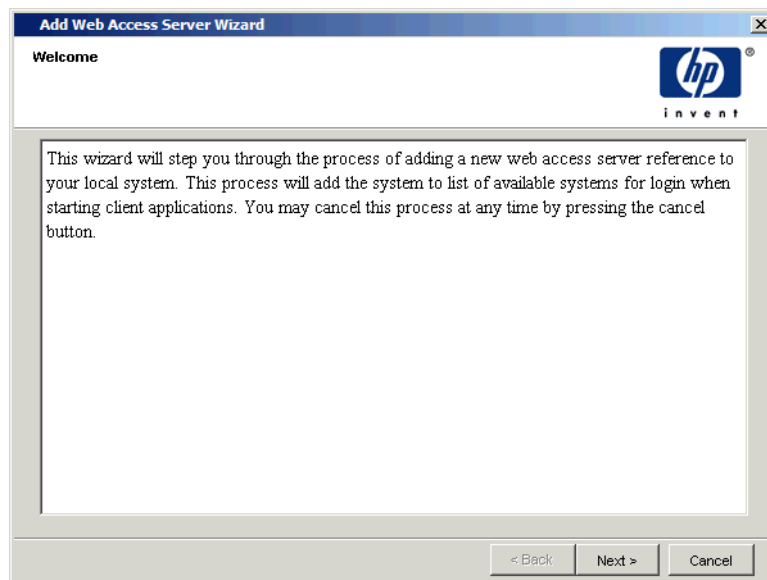 Add Web Access Server Wizard
Welcome
hp
®
invent
This wizard will step you through the process of adding a new web access server reference to
your local system. This process will add the system to list of available systems for login when
starting client applications. You may cancel this process at any time by pressing the cancel
button.
< Back
Next >
Cancel